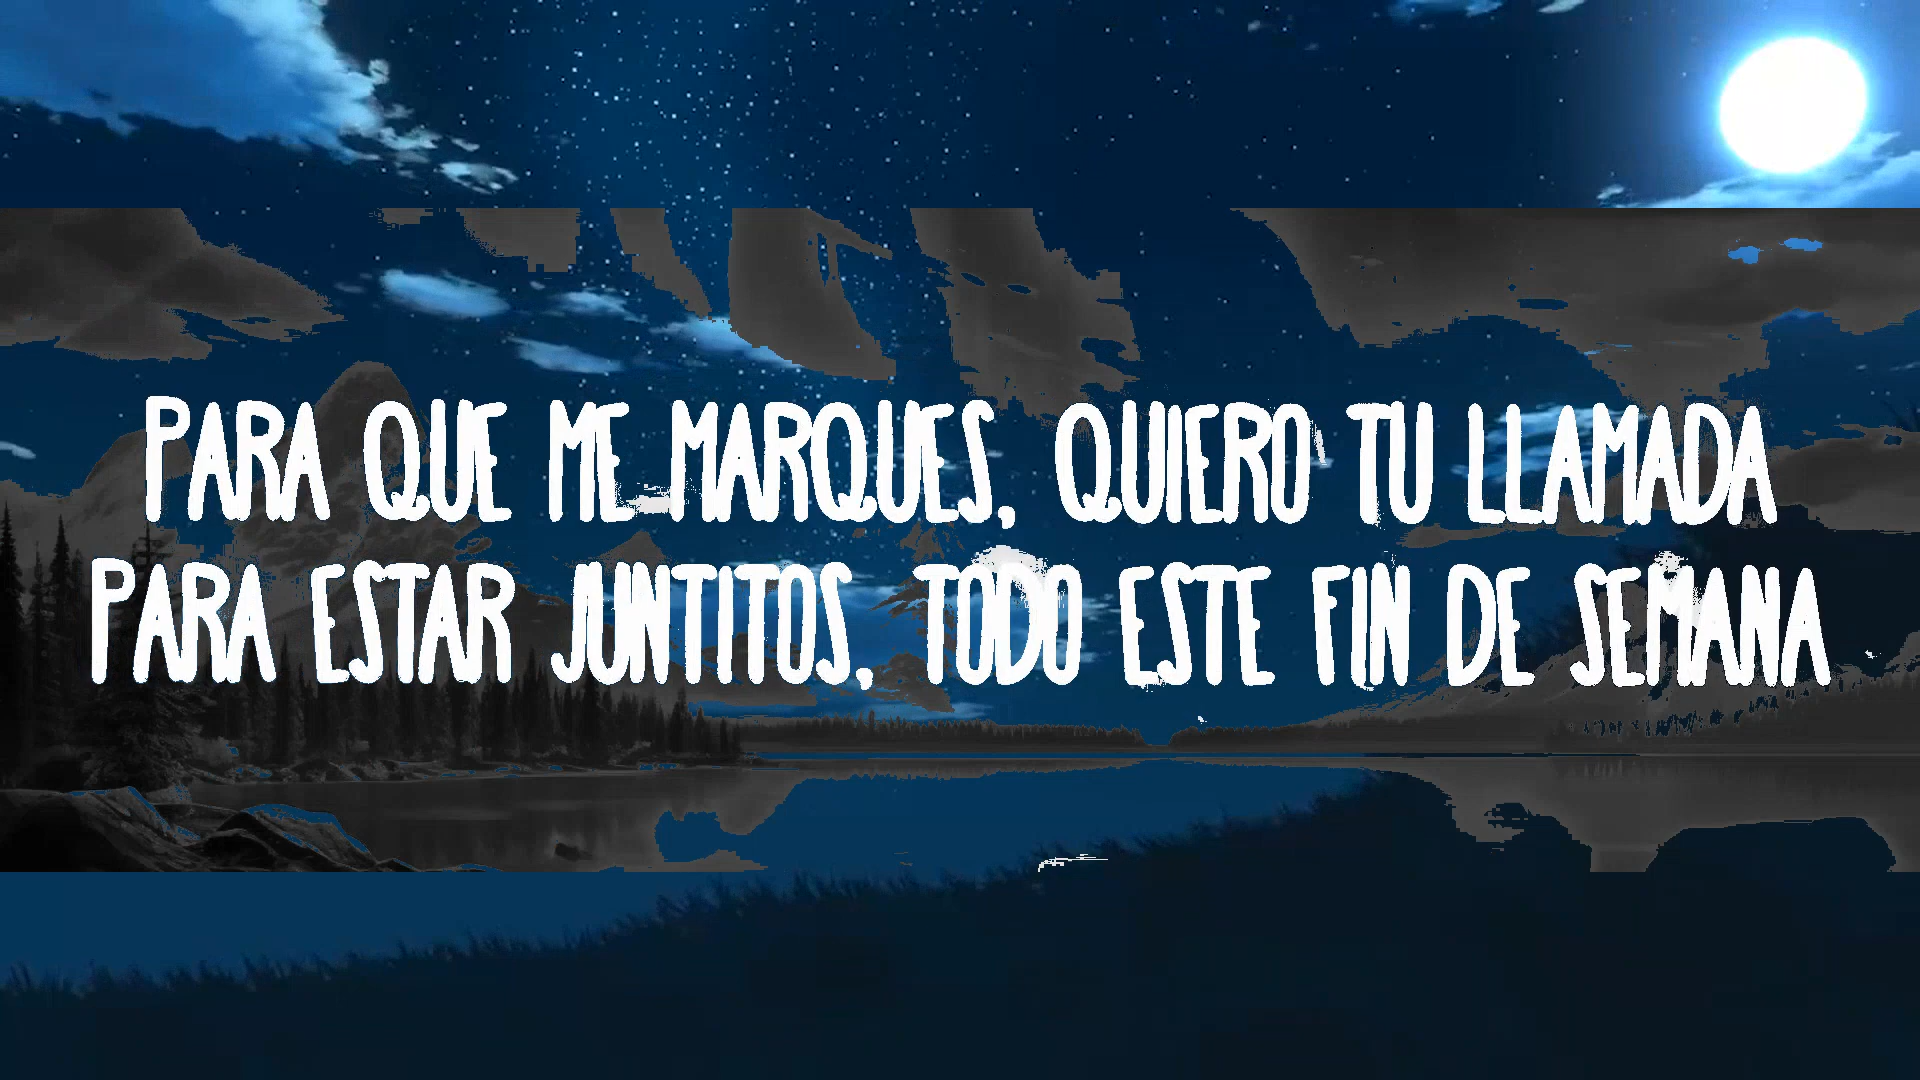 PARA QUE ME MARQUES, QUIERO TU LLAMADA
PARA ESTAR JUNTITOS, TODO ESTE FIN DE SEMANA